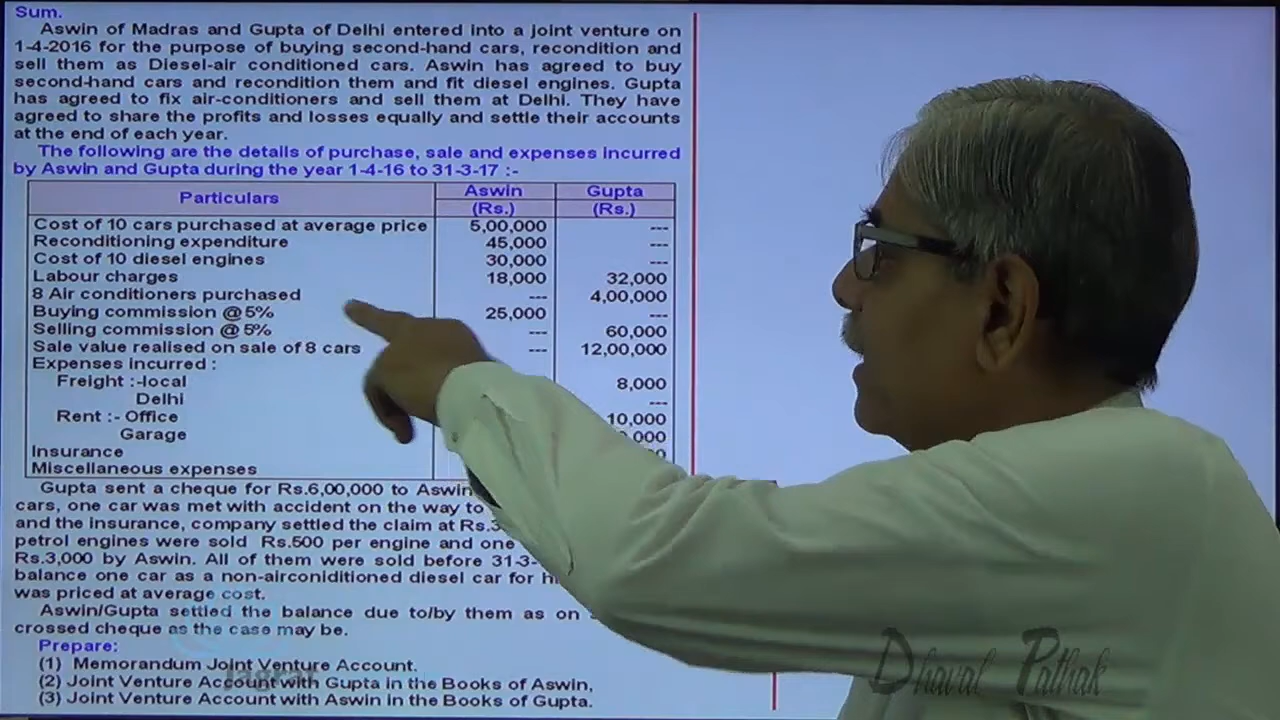 Sum.
Aswin of Madras and Gupta of Delhi entered into a joint venture on
1-4-2016 for the purpose of buying second-hand cars, recondition and
sell them as Diesel-air conditioned cars. Aswin has agreed to buy
second-hand cars and recondition them and fit diesel engines. Gupta
has agreed to fix air-conditioners and sell them at Delhi. They have
agreed to share the profits and losses equally and settle their accounts
at the end of each year.
The following are the details of purchase, sale and expenses incurred
by Aswin and Gupta during the year 1-4-16 to 31-3-17 :-
Particulars Aswin (Rs.) Gupta (Rs.)
Cost of 10 cars purchased at average price 5,00,000 ---
Reconditioning expenditure 45,000 ---
Cost of 10 diesel engines 30,000 ---
Labour charges 18,000 32,000
8 Air conditioners purchased --- 4,00,000
Buying commission @ 5% 25,000 ---
Selling commission @ 5% --- 60,000
Sale value realised on sale of 8 cars --- 12,00,000
Expenses incurred :
Freight :-local 8,000
Delhi ---
Rent :- Office 10,000
Garage
Insurance
Miscellaneous expenses
Gupta sent a cheque for Rs.6,00,000 to Aswin
cars, one car was met with accident on the way to
and the insurance, company settled the claim at
petrol engines were sold Rs.500 per engine and one
Rs.3,000 by Aswin. All of them were sold before
balance one car as a non-airconiditioned diesel car for
was priced at average cost.
Aswin/Gupta settled the balance due to/by them as on
crossed cheque as the case may be.
Prepare:
(1) Memorandum Joint Venture Account.
(2) Joint Venture Account with Gupta in the Books of Aswin,
(3) Joint Venture Account with Aswin in the Books of Gupta.
Jagrat
Dhaval Pathak